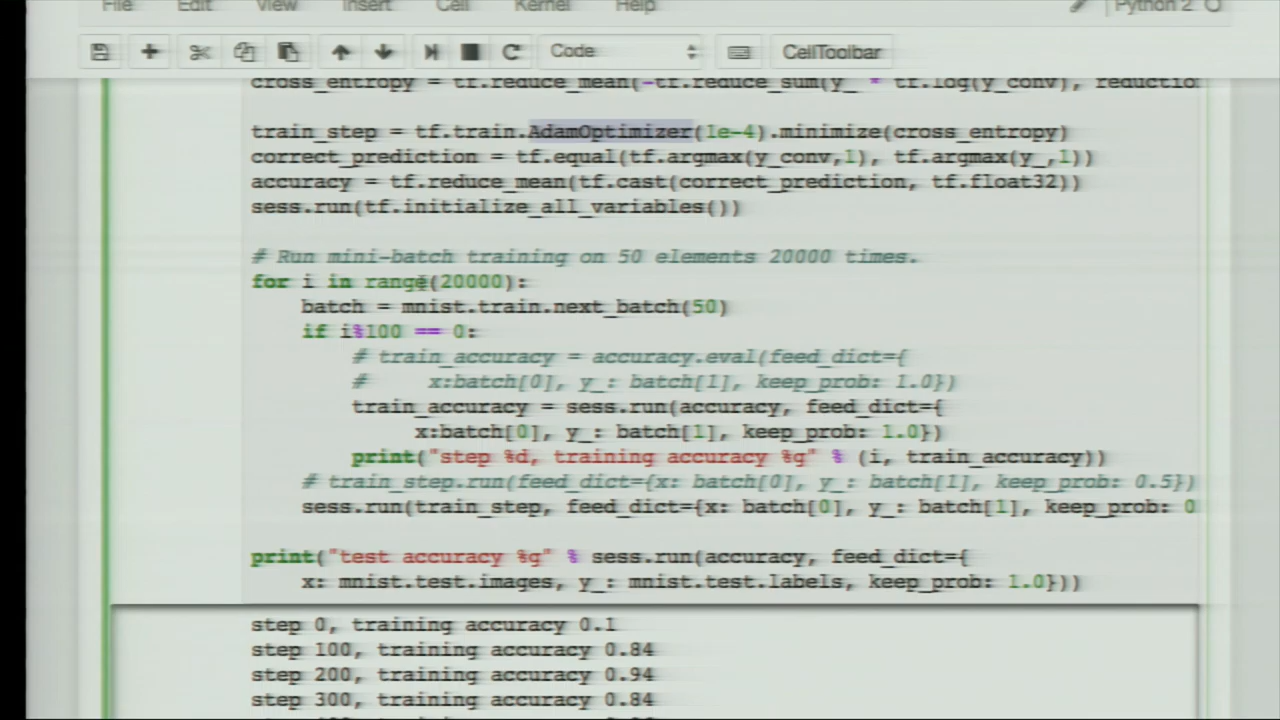 File Edit View Insert Cell Kernel Help Python 2
Code CellToolbar
cross_entropy = tf.reduce_mean(-tf.reduce_sum(y_ * tf.log(y_conv), reductio
train_step = tf.train.AdamOptimizer(1e-4).minimize(cross_entropy)
correct_prediction = tf.equal(tf.argmax(y_conv,1), tf.argmax(y_,1))
accuracy = tf.reduce_mean(tf.cast(correct_prediction, tf.float32))
sess.run(tf.initialize_all_variables())
# Run mini-batch training on 50 elements 20000 times.
for i in range(20000):
    batch = mnist.train.next_batch(50)
    if i%100 == 0:
        # train_accuracy = accuracy.eval(feed_dict={
        #     x:batch[0], y_: batch[1], keep_prob: 1.0})
        train_accuracy = sess.run(accuracy, feed_dict={
             x:batch[0], y_: batch[1], keep_prob: 1.0})
        print("step %d, training accuracy %g" % (i, train_accuracy))
    # train_step.run(feed_dict={x: batch[0], y_: batch[1], keep_prob: 0.5})
    sess.run(train_step, feed_dict={x: batch[0], y_: batch[1], keep_prob: 0
print("test accuracy %g" % sess.run(accuracy, feed_dict={
    x: mnist.test.images, y_: mnist.test.labels, keep_prob: 1.0}))
step 0, training accuracy 0.1
step 100, training accuracy 0.84
step 200, training accuracy 0.94
step 300, training accuracy 0.84